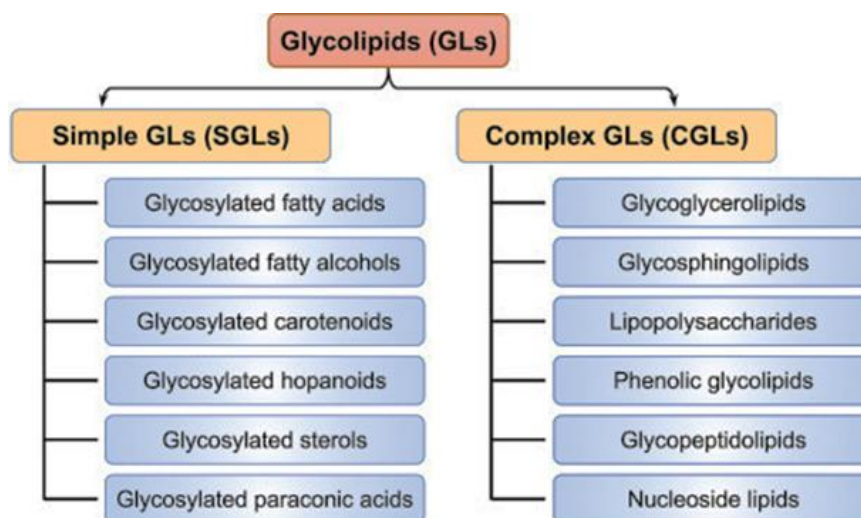 Glycolipids (GLs)
Simple GLs (SGLs)
Glycosylated fatty acids
Glycosylated fatty alcohols
Glycosylated carotenoids
Glycosylated hopanoids
Glycosylated sterols
Glycosylated paraconic acids
Complex GLs (CGLs)
Glycoglycerolipids
Glycosphingolipids
Lipopolysaccharides
Phenolic glycolipids
Glycopeptidolipids
Nucleoside lipids